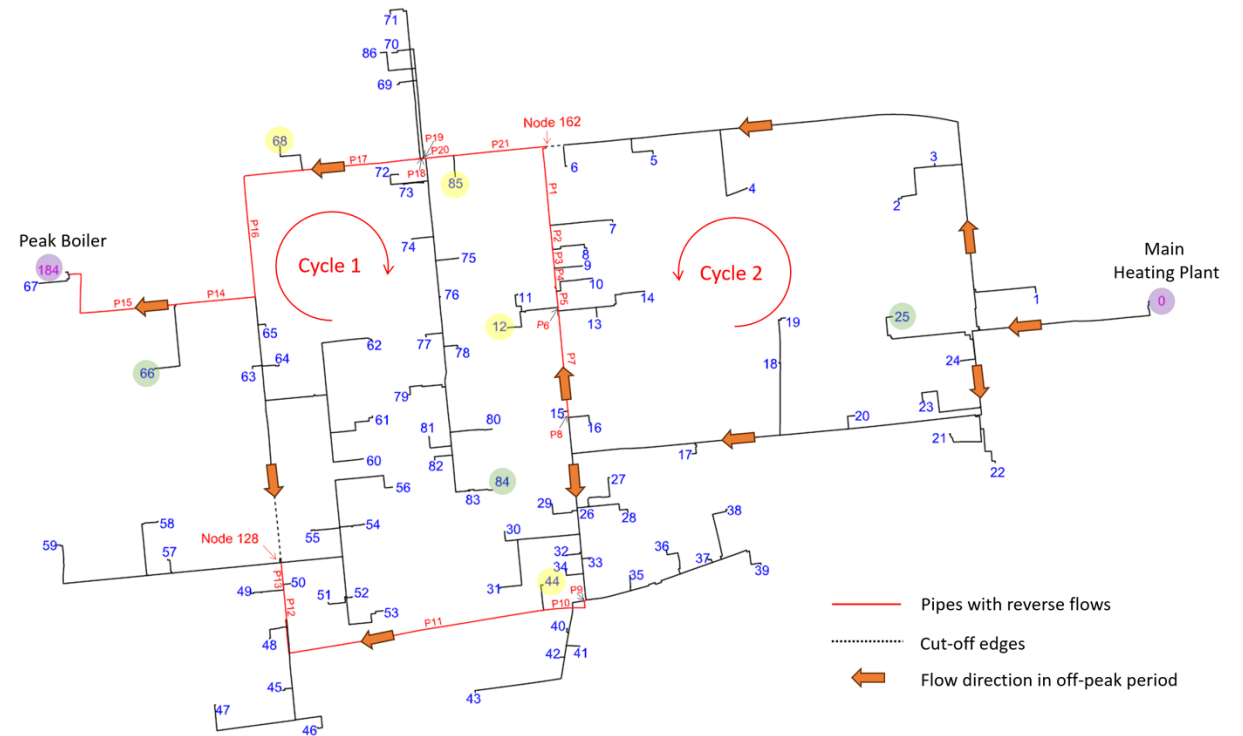 71
70
86
69
P19
Node 162
68
P20
P21
P17
72
P18
73
85
6
5
3
4
2
P1
P16
7
P2
74
75
8
P3
9
P4
10
Peak Boiler
184
67
Cycle 1
Cycle 2
Main
Heating Plant
0
P15
P14
76
P5
11
14
12
13
P6
1
25
19
65
64
63
62
77
78
P7
18
24
66
79
61
60
80
81
82
15
16
P8
20
23
17
21
22
84
83
56
27
29
26
28
58
54
55
30
38
59
57
Node 128
32
33
36
34
37
39
35
P13
50
49
51
52
53
31
44
P9
P10
P12
48
P11
40
42
41
43
45
47
46
Pipes with reverse flows
Cut-off edges
Flow direction in off-peak period